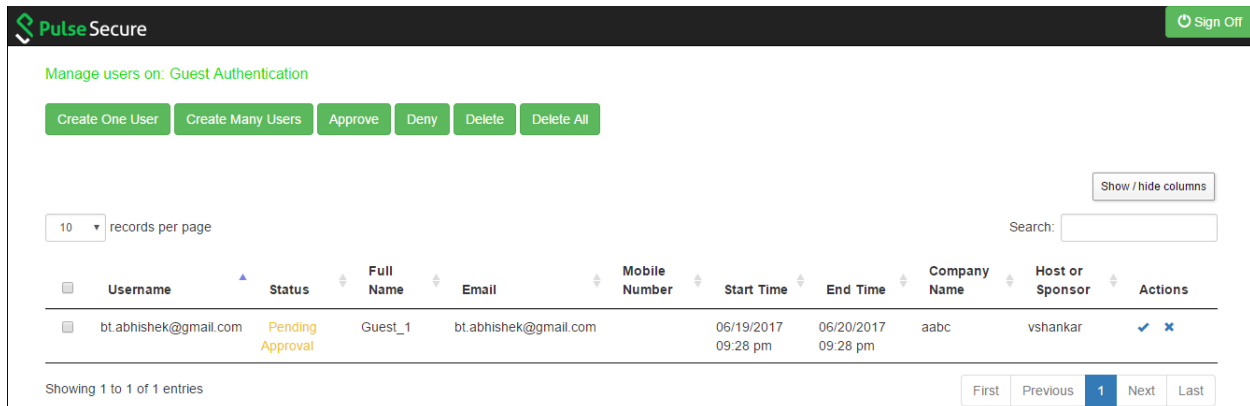 Pulse Secure
Sign Off
Manage users on: Guest Authentication
Create One User Create Many Users Approve Deny Delete Delete All
Show / hide columns
10 records per page Search:
Username Status Full Name Email Mobile Number Start Time End Time Company Name Host or Sponsor Actions
bt.abhishek@gmail.com Pending Approval Guest_1 bt.abhishek@gmail.com 06/19/2017 09:28 pm 06/20/2017 09:28 pm aabc vshankar
Showing 1 to 1 of 1 entries First Previous 1 Next Last